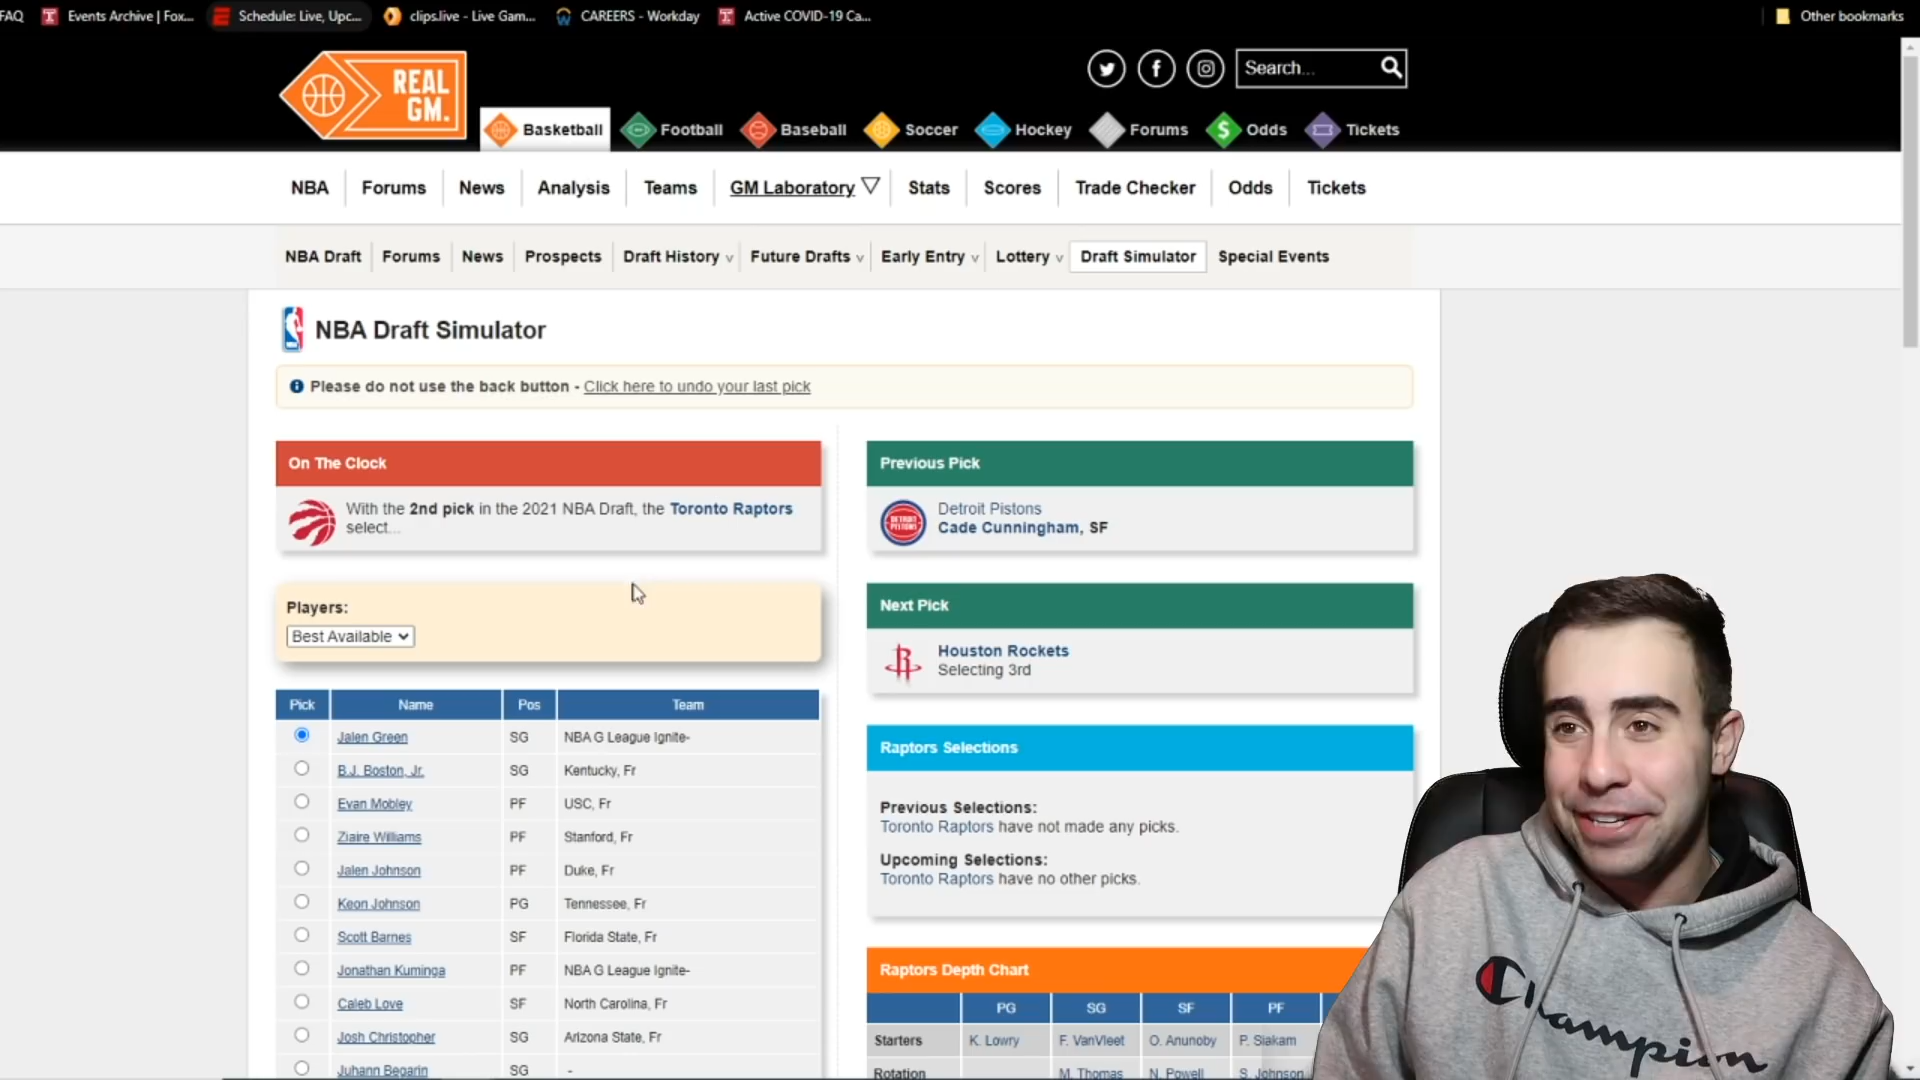 FAQ
Events Archive | Fox...
Schedule: Live, Upc...
clips.live - Live Gam...
CAREERS - Workday
Active COVID-19 Ca...
Other bookmarks
REAL
GM.
Search...
Basketball
Football
Baseball
Soccer
Hockey
Forums
Odds
Tickets
NBA
Forums
News
Analysis
Teams
GM Laboratory
Stats
Scores
Trade Checker
Odds
Tickets
NBA Draft
Forums
News
Prospects
Draft History
Future Drafts
Early Entry
Lottery
Draft Simulator
Special Events
NBA Draft Simulator
Please do not use the back button - Click here to undo your last pick
On The Clock
With the 2nd pick in the 2021 NBA Draft, the Toronto Raptors
select...
Previous Pick
Detroit Pistons
Cade Cunningham, SF
Players:
Best Available
Next Pick
Houston Rockets
Selecting 3rd
Pick Name Pos Team
Jalen Green SG NBA G League Ignite-
B.J. Boston, Jr. SG Kentucky, Fr
Evan Mobley PF USC, Fr
Ziaire Williams PF Stanford, Fr
Jalen Johnson PF Duke, Fr
Keon Johnson PG Tennessee, Fr
Scott Barnes SF Florida State, Fr
Jonathan Kuminga PF NBA G League Ignite-
Caleb Love SF North Carolina, Fr
Josh Christopher SG Arizona State, Fr
Juhann Begarin SG -
Raptors Selections
Previous Selections:
Toronto Raptors have not made any picks.
Upcoming Selections:
Toronto Raptors have no other picks.
Raptors Depth Chart
PG SG SF PF
Starters K. Lowry F. VanVleet O. Anunoby P. Siakam
Rotation M. Thomas N. Powell S. Johnson
Champion